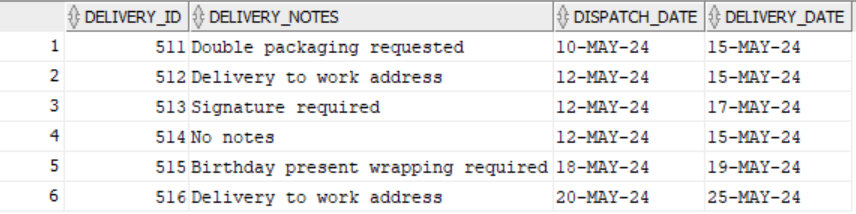 DELIVERY_ID DELIVERY_NOTES DISPATCH_DATE DELIVERY_DATE
1 511 Double packaging requested 10-MAY-24 15-MAY-24
2 512 Delivery to work address 12-MAY-24 15-MAY-24
3 513 Signature required 12-MAY-24 17-MAY-24
4 514 No notes 12-MAY-24 15-MAY-24
5 515 Birthday present wrapping required 18-MAY-24 19-MAY-24
6 516 Delivery to work address 20-MAY-24 25-MAY-24